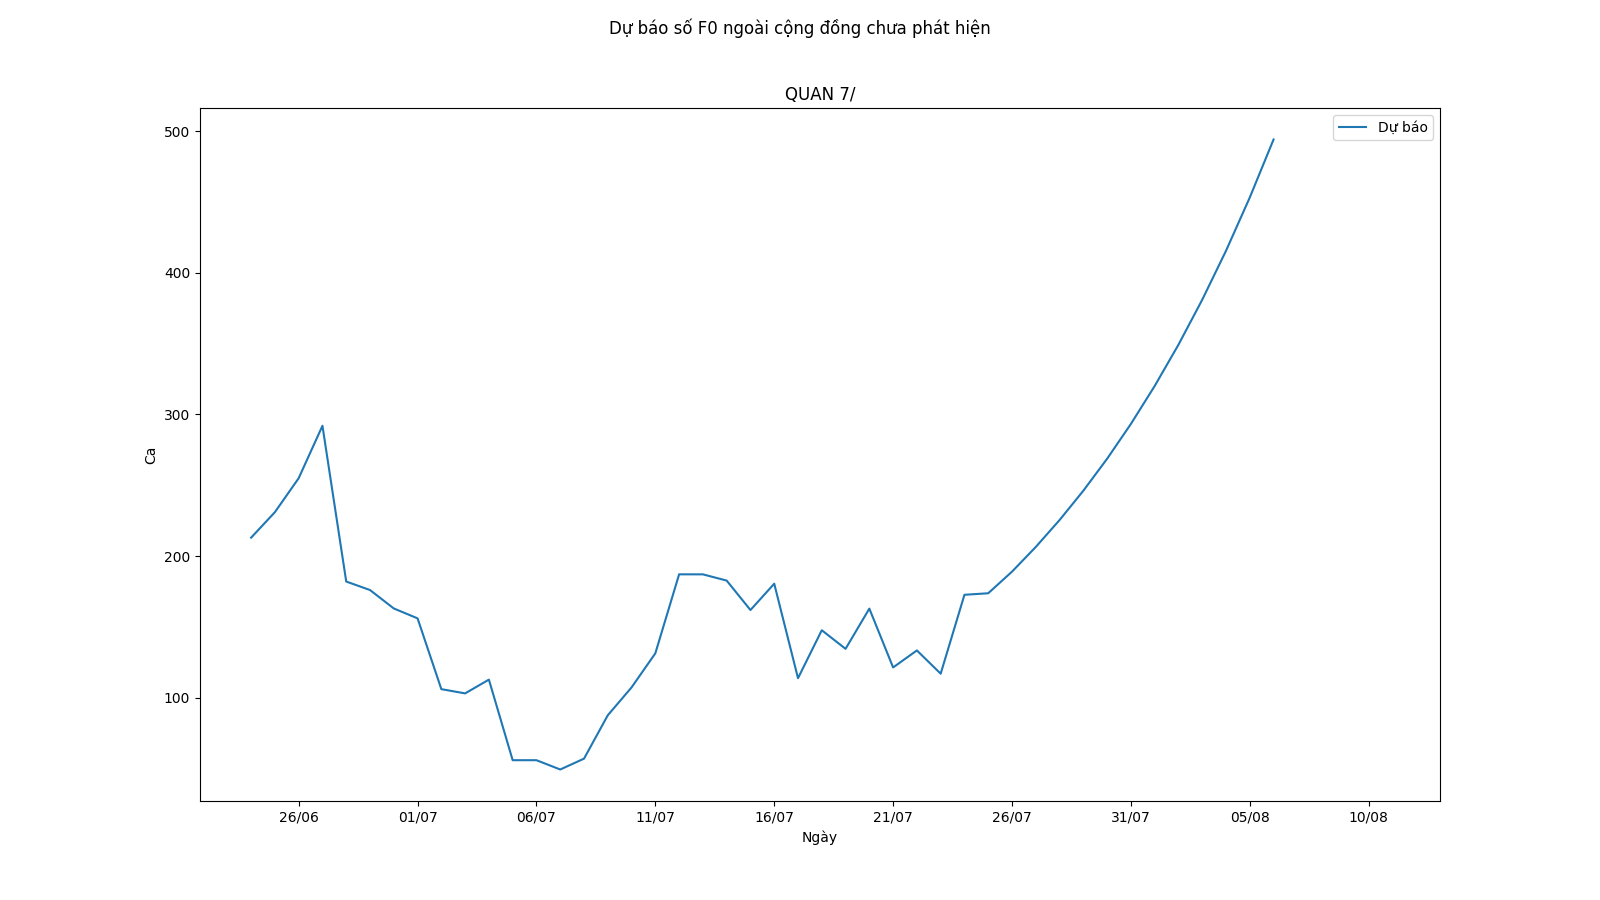 Dự báo số F0 ngoài cộng đồng chưa phát hiện
QUAN 7/
Dự báo
500
400
300
200
100
Ca
26/06 01/07 06/07 11/07 16/07 21/07 26/07 31/07 05/08 10/08
Ngày